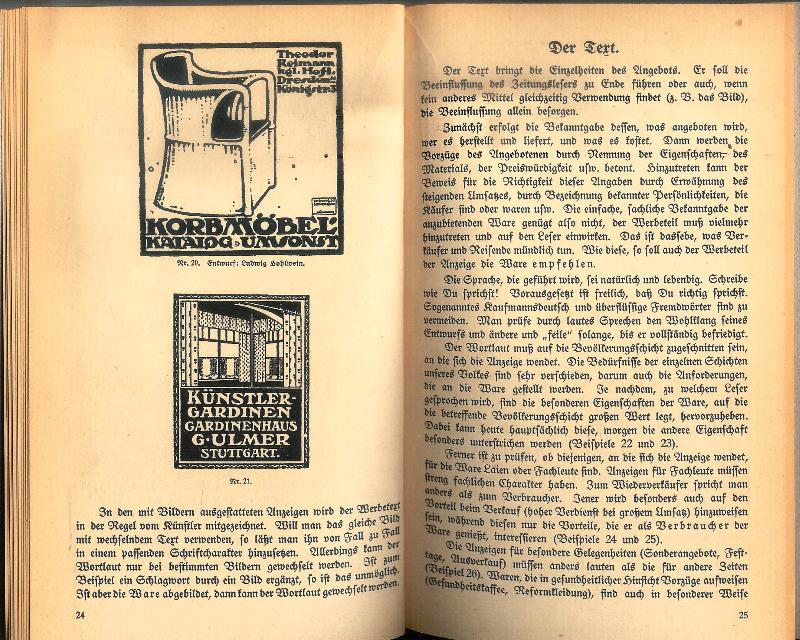 Theodor
Reimann
kgl. Hofl.
Dresden
Königstr. 3
KORBMÖBEL
KATALOG UMSONST
Nr. 20. Entwurf: Ludwig Hohlwein.
KÜNSTLER-
GARDINEN
GARDINENHAUS
G·ULMER
STUTTGART.
Nr. 21.
In den mit Bildern ausgestatteten Anzeigen wird der Werbetext
in der Regel vom Künstler mitgezeichnet. Will man das gleiche Bild
mit wechselndem Text verwenden, so läßt man ihn von Fall zu Fall
in einem passenden Schriftcharakter hinzusetzen. Allerdings kann der
Wortlaut nur bei bestimmten Bildern gewechselt werden. Ist zum
Beispiel ein Schlagwort durch ein Bild ergänzt, so ist das unmöglich.
Ist aber die Ware abgebildet, dann kann der Wortlaut gewechselt werden.
24
Der Text.
Der Text bringt die Einzelheiten des Angebots. Er soll die
Beeinflussung des Zeitungslesers zu Ende führen oder auch, wenn
kein anderes Mittel gleichzeitig Verwendung findet (z. B. das Bild),
die Beeinflussung allein besorgen.
Zunächst erfolgt die Bekanntgabe dessen, was angeboten wird,
wer es herstellt und liefert, und was es kostet. Dann werden die
Vorzüge des Angebotenen durch Nennung der Eigenschaften, des
Materials, der Preiswürdigkeit usw. betont. Hinzutreten kann der
Beweis für die Richtigkeit dieser Angaben durch Erwähnung des
steigenden Umsatzes, durch Bezeichnung bekannter Persönlichkeiten, die
Käufer sind oder waren usw. Die einfache, sachliche Bekanntgabe der
anzubietenden Ware genügt also nicht, der Werbeteil muß vielmehr
hinzutreten und auf den Leser einwirken. Das ist dasselbe, was Ver-
käufer und Reisende mündlich tun. Wie diese, so soll auch der Werbeteil
der Anzeige die Ware empfehlen.
Die Sprache, die geführt wird, sei natürlich und lebendig. Schreibe
wie Du sprichst! Vorausgesetzt ist freilich, daß Du richtig sprichst.
Sogenanntes Kaufmannsdeutsch und überflüssige Fremdwörter sind zu
vermeiden. Man prüfe durch lautes Sprechen den Wohlklang seines
Entwurfs und ändere und „feile“ solange, bis er vollständig befriedigt.
Der Wortlaut muß auf die Bevölkerungsschicht zugeschnitten sein,
an die sich die Anzeige wendet. Die Bedürfnisse der einzelnen Schichten
unseres Volkes sind sehr verschieden, darum auch die Anforderungen,
die an die Ware gestellt werden. Je nachdem, zu welchem Leser
gesprochen wird, sind die besonderen Eigenschaften der Ware, auf die
die betreffende Bevölkerungsschicht großen Wert legt, hervorzuheben.
Dabei kann heute hauptsächlich diese, morgen die andere Eigenschaft
besonders unterstrichen werden (Beispiele 22 und 23).
Ferner ist zu prüfen, ob diejenigen, an die sich die Anzeige wendet,
für die Ware Laien oder Fachleute sind. Anzeigen für Fachleute müssen
streng fachlichen Charakter haben. Zum Wiederverkäufer spricht man
anders als zum Verbraucher. Jener wird besonders auch auf den
Vorteil beim Verkauf (hoher Verdienst bei großem Umsatz) hinzuweisen
sein, während diesen nur die Vorteile, die er als Verbraucher der
Ware genießt, interessieren (Beispiele 24 und 25).
Die Anzeigen für besondere Gelegenheiten (Sonderangebote, Fest-
tage, Ausverkauf) müssen anders lauten als die für andere Zeiten
(Beispiel 26). Waren, die in gesundheitlicher Hinsicht Vorzüge aufweisen
(Gesundheitskaffee, Reformkleidung), sind auch in besonderer Weise
25